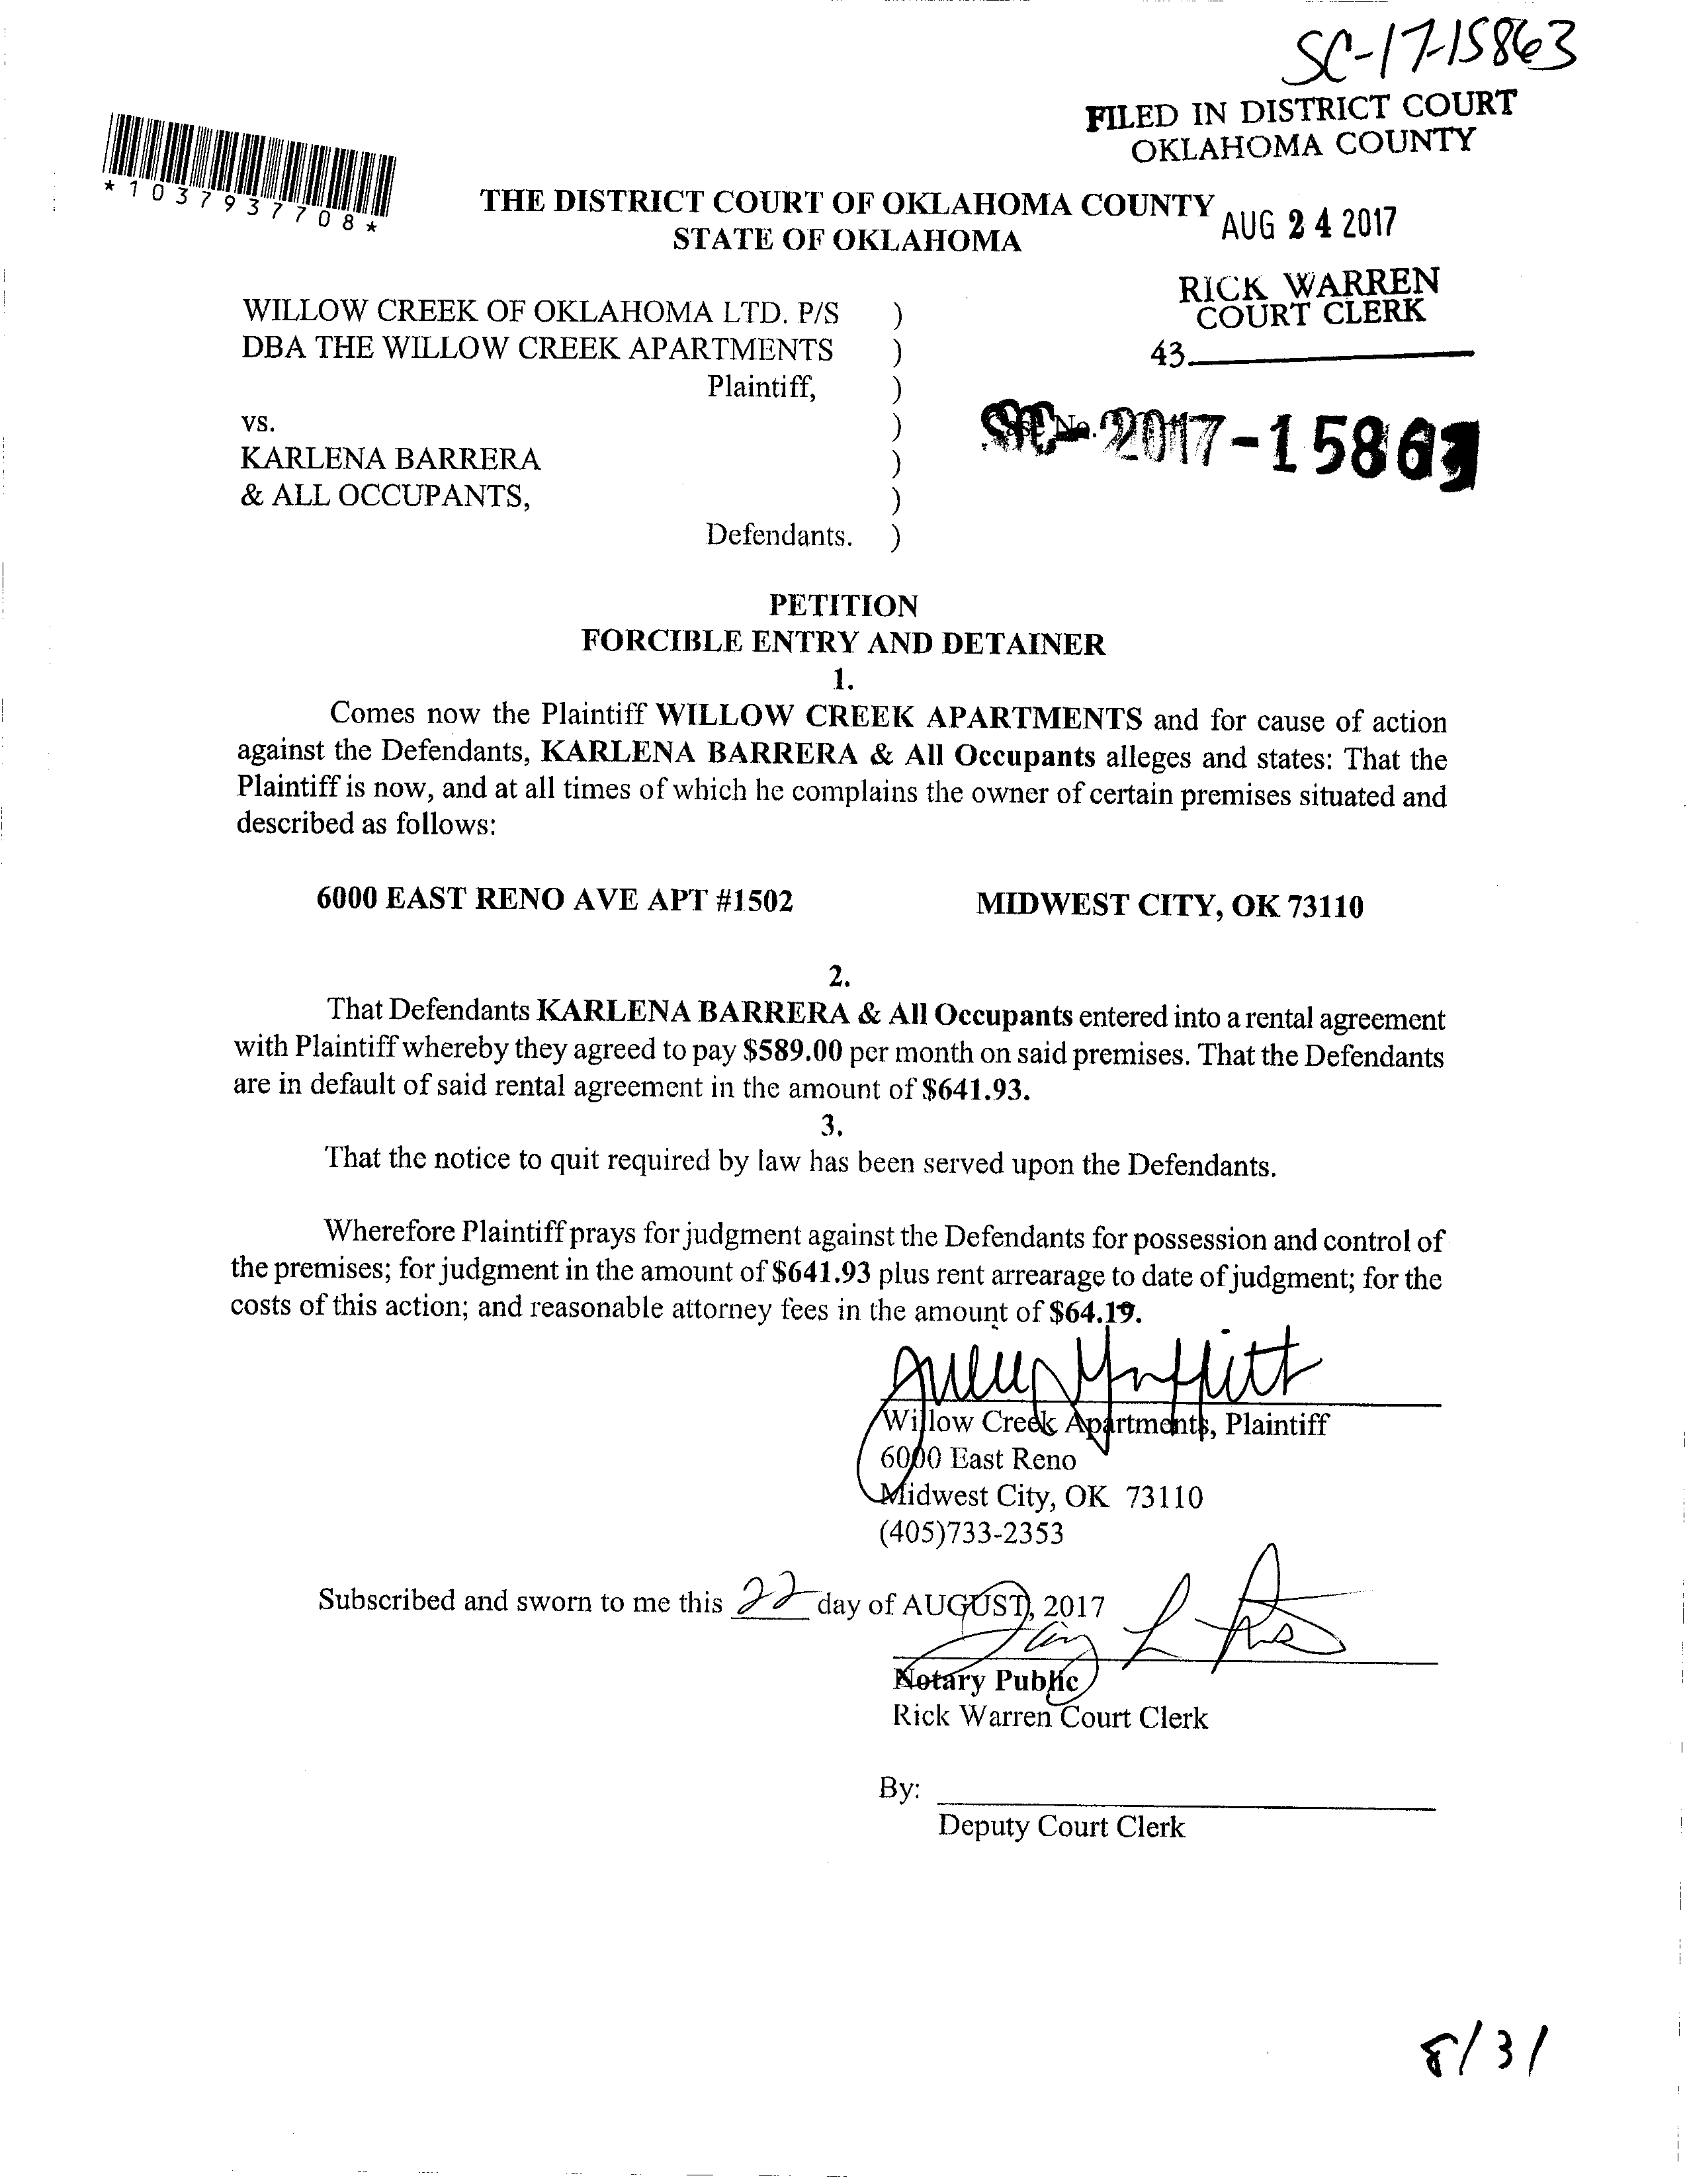 SC-17-15863
FILED IN DISTRICT COURT
OKLAHOMA COUNTY
*1037937708*
THE DISTRICT COURT OF OKLAHOMA COUNTY
STATE OF OKLAHOMA
AUG 24 2017
RICK WARREN
COURT CLERK
43
WILLOW CREEK OF OKLAHOMA LTD. P/S )
DBA THE WILLOW CREEK APARTMENTS )
Plaintiff, )
vs. )
KARLENA BARRERA )
& ALL OCCUPANTS, )
Defendants. )
Case No.
SC-2017-15863
PETITION
FORCIBLE ENTRY AND DETAINER
1.
Comes now the Plaintiff WILLOW CREEK APARTMENTS and for cause of action
against the Defendants, KARLENA BARRERA & All Occupants alleges and states: That the
Plaintiff is now, and at all times of which he complains the owner of certain premises situated and
described as follows:
6000 EAST RENO AVE APT #1502 MIDWEST CITY, OK 73110
2.
That Defendants KARLENA BARRERA & All Occupants entered into a rental agreement
with Plaintiff whereby they agreed to pay $589.00 per month on said premises. That the Defendants
are in default of said rental agreement in the amount of $641.93.
3.
That the notice to quit required by law has been served upon the Defendants.
Wherefore Plaintiff prays for judgment against the Defendants for possession and control of
the premises; for judgment in the amount of $641.93 plus rent arrearage to date of judgment; for the
costs of this action; and reasonable attorney fees in the amount of $64.19.
Willow Creek Apartments, Plaintiff
6000 East Reno
Midwest City, OK 73110
(405)733-2353
Subscribed and sworn to me this 22 day of AUGUST, 2017
Notary Public
Rick Warren Court Clerk
By:
Deputy Court Clerk
8/31